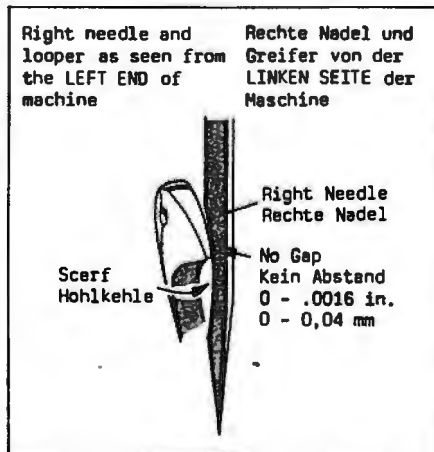 Right needle and
looper as seen from
the LEFT END of
machine
Rechte Nadel und
Greifer von der
LINKEN SEITE der
Maschine
Right Needle
Rechte Nadel
No Gap
Kein Abstand
0 - .0016 in.
0 - 0,04 mm
Scarf
Hohlkehle